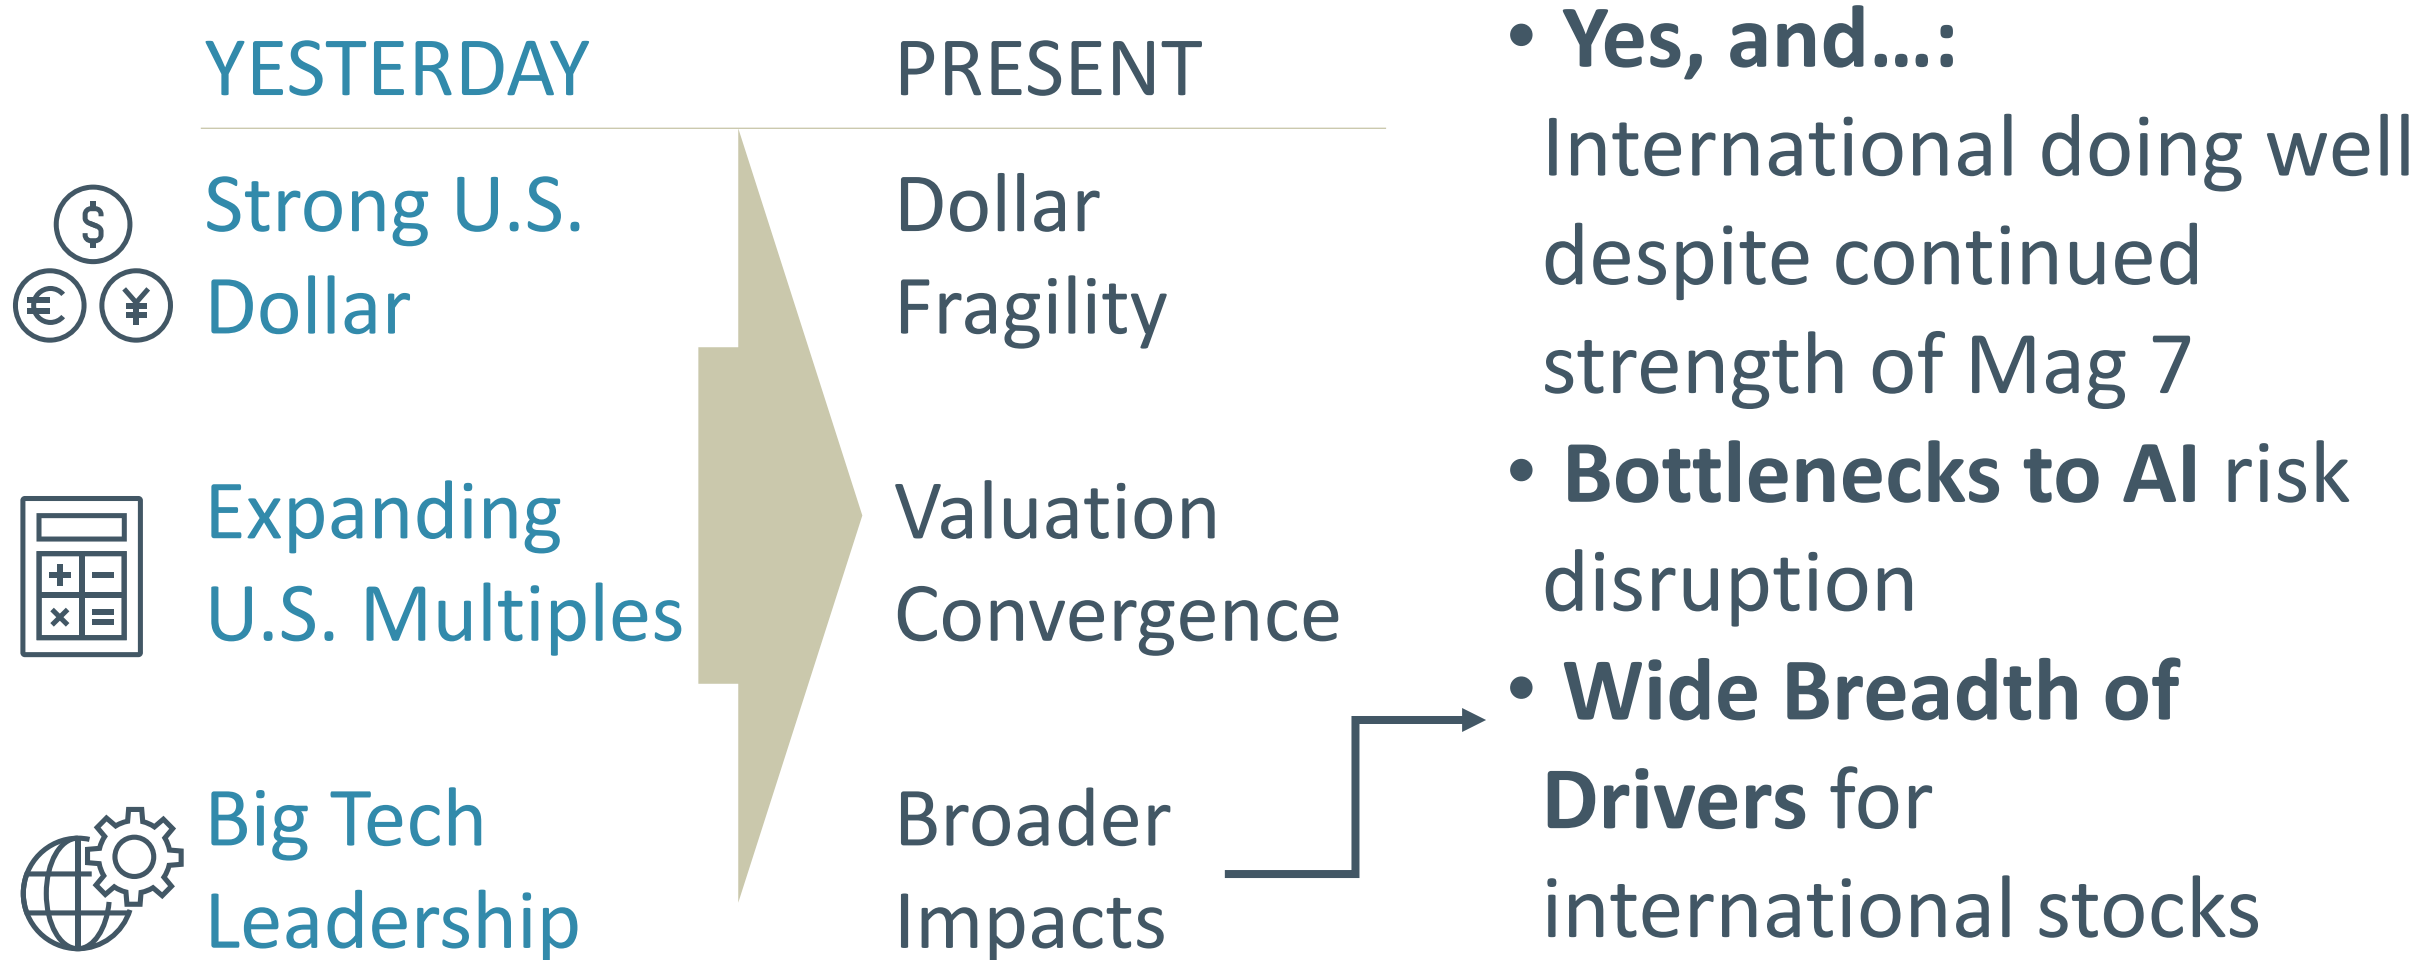 YESTERDAY
Strong U.S.
Dollar
Expanding
U.S. Multiples
Big Tech
Leadership
PRESENT
Dollar
Fragility
Valuation
Convergence
Broader
Impacts
• Yes, and...:
International doing well
despite continued
strength of Mag 7
• Bottlenecks to AI risk
disruption
• Wide Breadth of
Drivers for
international stocks